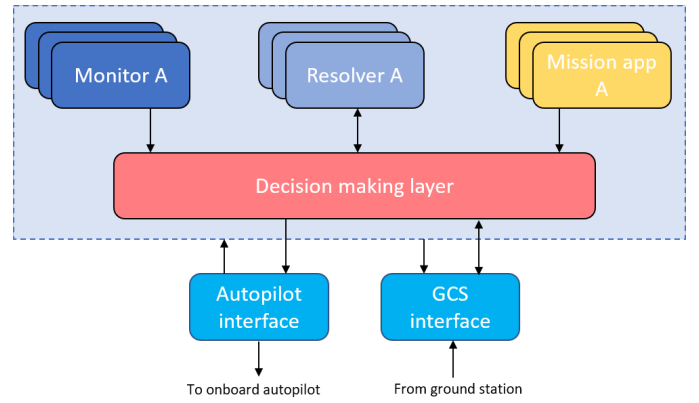 Monitor A
Resolver A
Mission app
A
Decision making layer
Autopilot
interface
GCS
interface
To onboard autopilot
From ground station